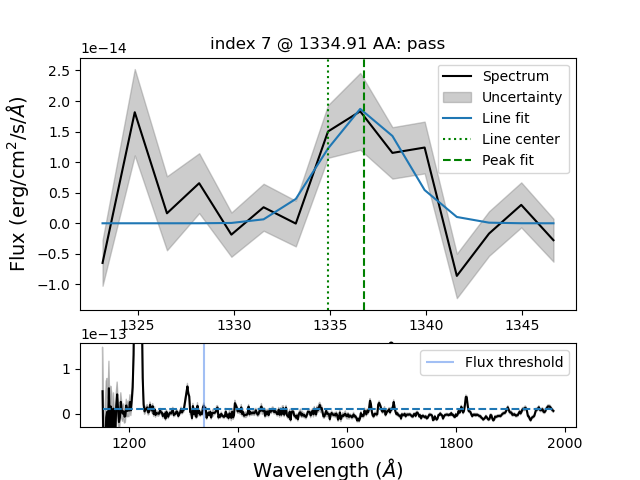 index 7 @ 1334.91 AA: pass
1e−14
Flux (erg/cm²/s/Å)
2.5
2.0
1.5
1.0
0.5
0.0
−0.5
−1.0
Spectrum
Uncertainty
Line fit
Line center
Peak fit
1325
1330
1335
1340
1345
1e−13
1
0
Flux threshold
1200
1400
1600
1800
2000
Wavelength (Å)